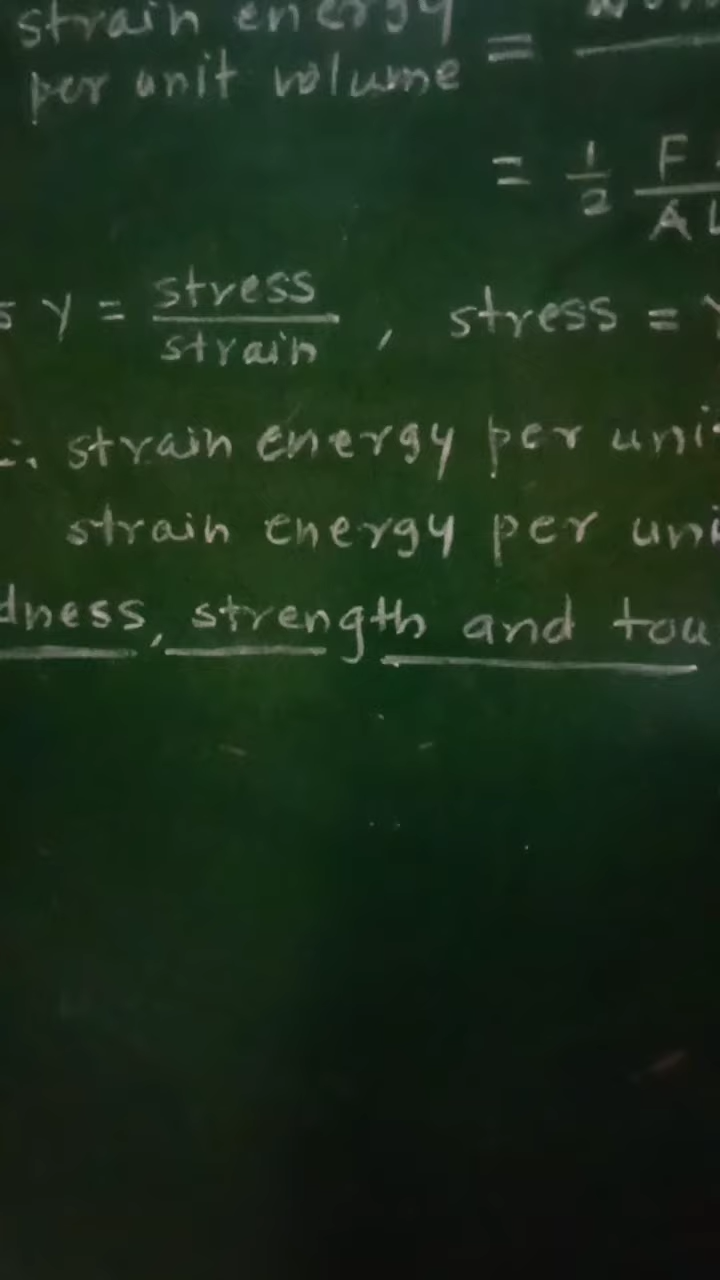 strain energy
per unit volume =
= 1/2 F / A L
Y = stress / strain , stress =
∴ strain energy per uni
strain energy per uni
dness, strength and tou